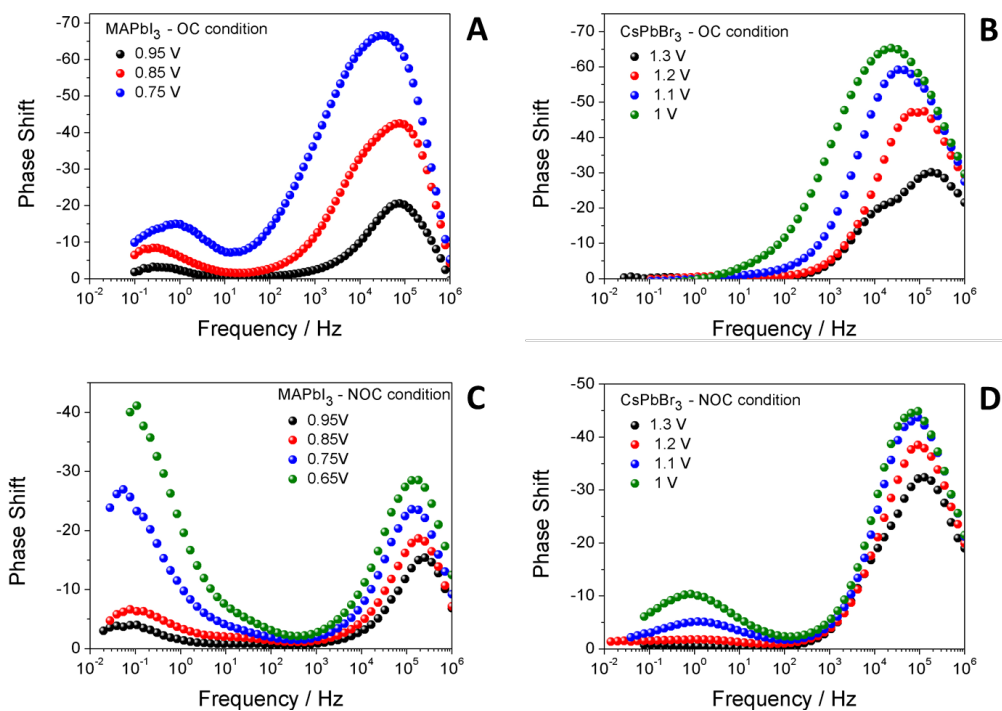 A
MAPbI₃ - OC condition
0.95 V
0.85 V
0.75 V
-70
-60
-50
-40
-30
-20
-10
0
Phase Shift
10⁻² 10⁻¹ 10⁰ 10¹ 10² 10³ 10⁴ 10⁵ 10⁶
Frequency / Hz
B
CsPbBr₃ - OC condition
1.3 V
1.2 V
1.1 V
1 V
-70
-60
-50
-40
-30
-20
-10
0
Phase Shift
10⁻² 10⁻¹ 10⁰ 10¹ 10² 10³ 10⁴ 10⁵ 10⁶
Frequency / Hz
C
MAPbI₃ - NOC condition
0.95V
0.85V
0.75V
0.65V
-40
-30
-20
-10
0
Phase Shift
10⁻² 10⁻¹ 10⁰ 10¹ 10² 10³ 10⁴ 10⁵ 10⁶
Frequency / Hz
D
CsPbBr₃ - NOC condition
1.3 V
1.2 V
1.1 V
1 V
-50
-40
-30
-20
-10
0
Phase Shift
10⁻² 10⁻¹ 10⁰ 10¹ 10² 10³ 10⁴ 10⁵ 10⁶
Frequency / Hz